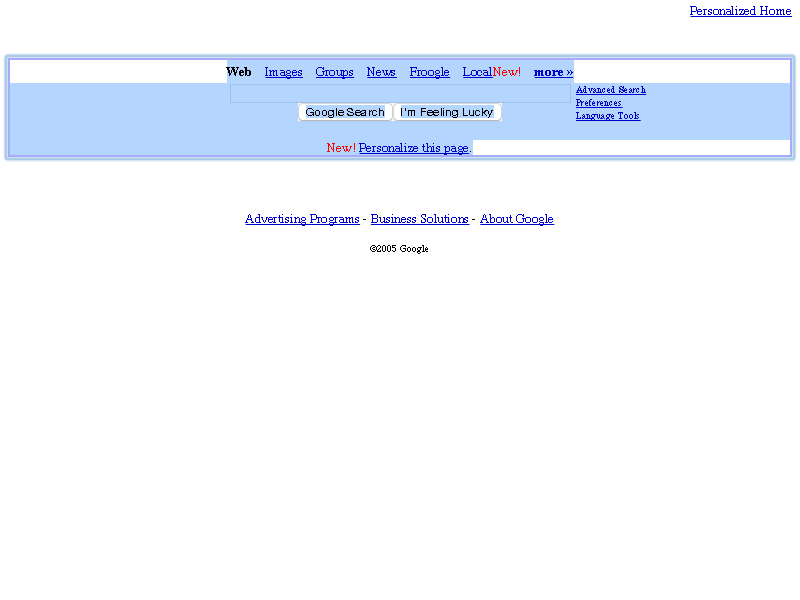 Personalized Home
Web Images Groups News Froogle LocalNew! more »
Advanced Search
Preferences
Language Tools
Google Search I'm Feeling Lucky
New! Personalize this page.
Advertising Programs - Business Solutions - About Google
©2005 Google